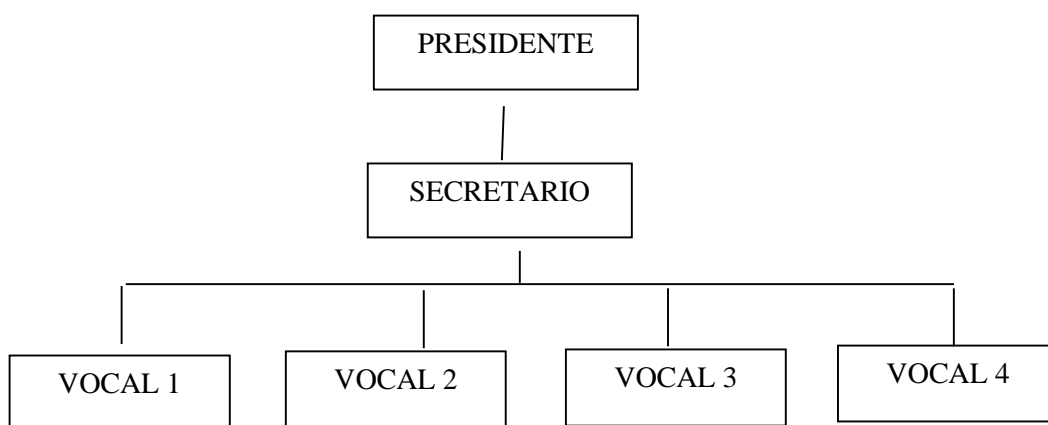 PRESIDENTE
SECRETARIO
VOCAL 1
VOCAL 2
VOCAL 3
VOCAL 4